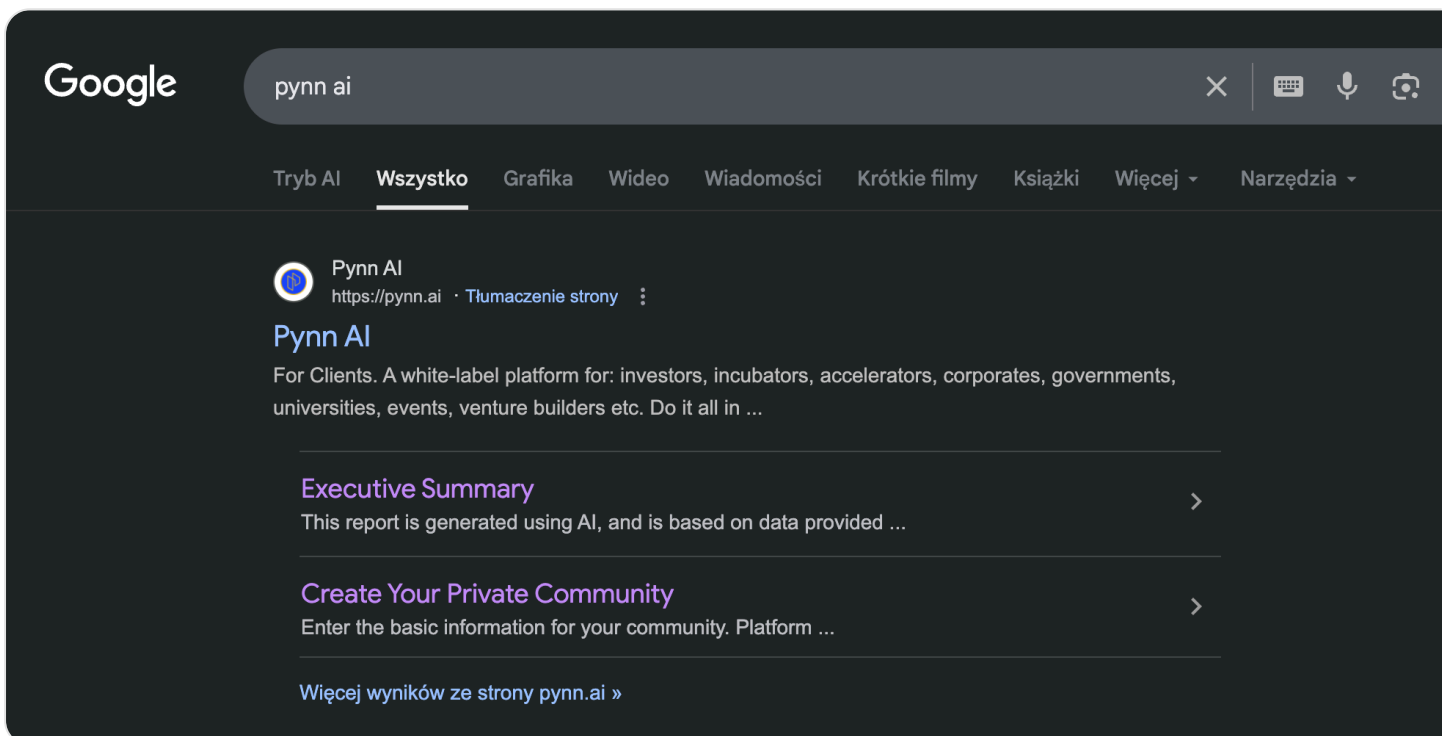 Google
pynn ai
Tryb AI Wszystko Grafika Wideo Wiadomości Krótkie filmy Książki Więcej Narzędzia
Pynn AI
https://pynn.ai · Tłumaczenie strony
Pynn AI
For Clients. A white-label platform for: investors, incubators, accelerators, corporates, governments,
universities, events, venture builders etc. Do it all in ...
Executive Summary
This report is generated using AI, and is based on data provided ...
Create Your Private Community
Enter the basic information for your community. Platform ...
Więcej wyników ze strony pynn.ai »